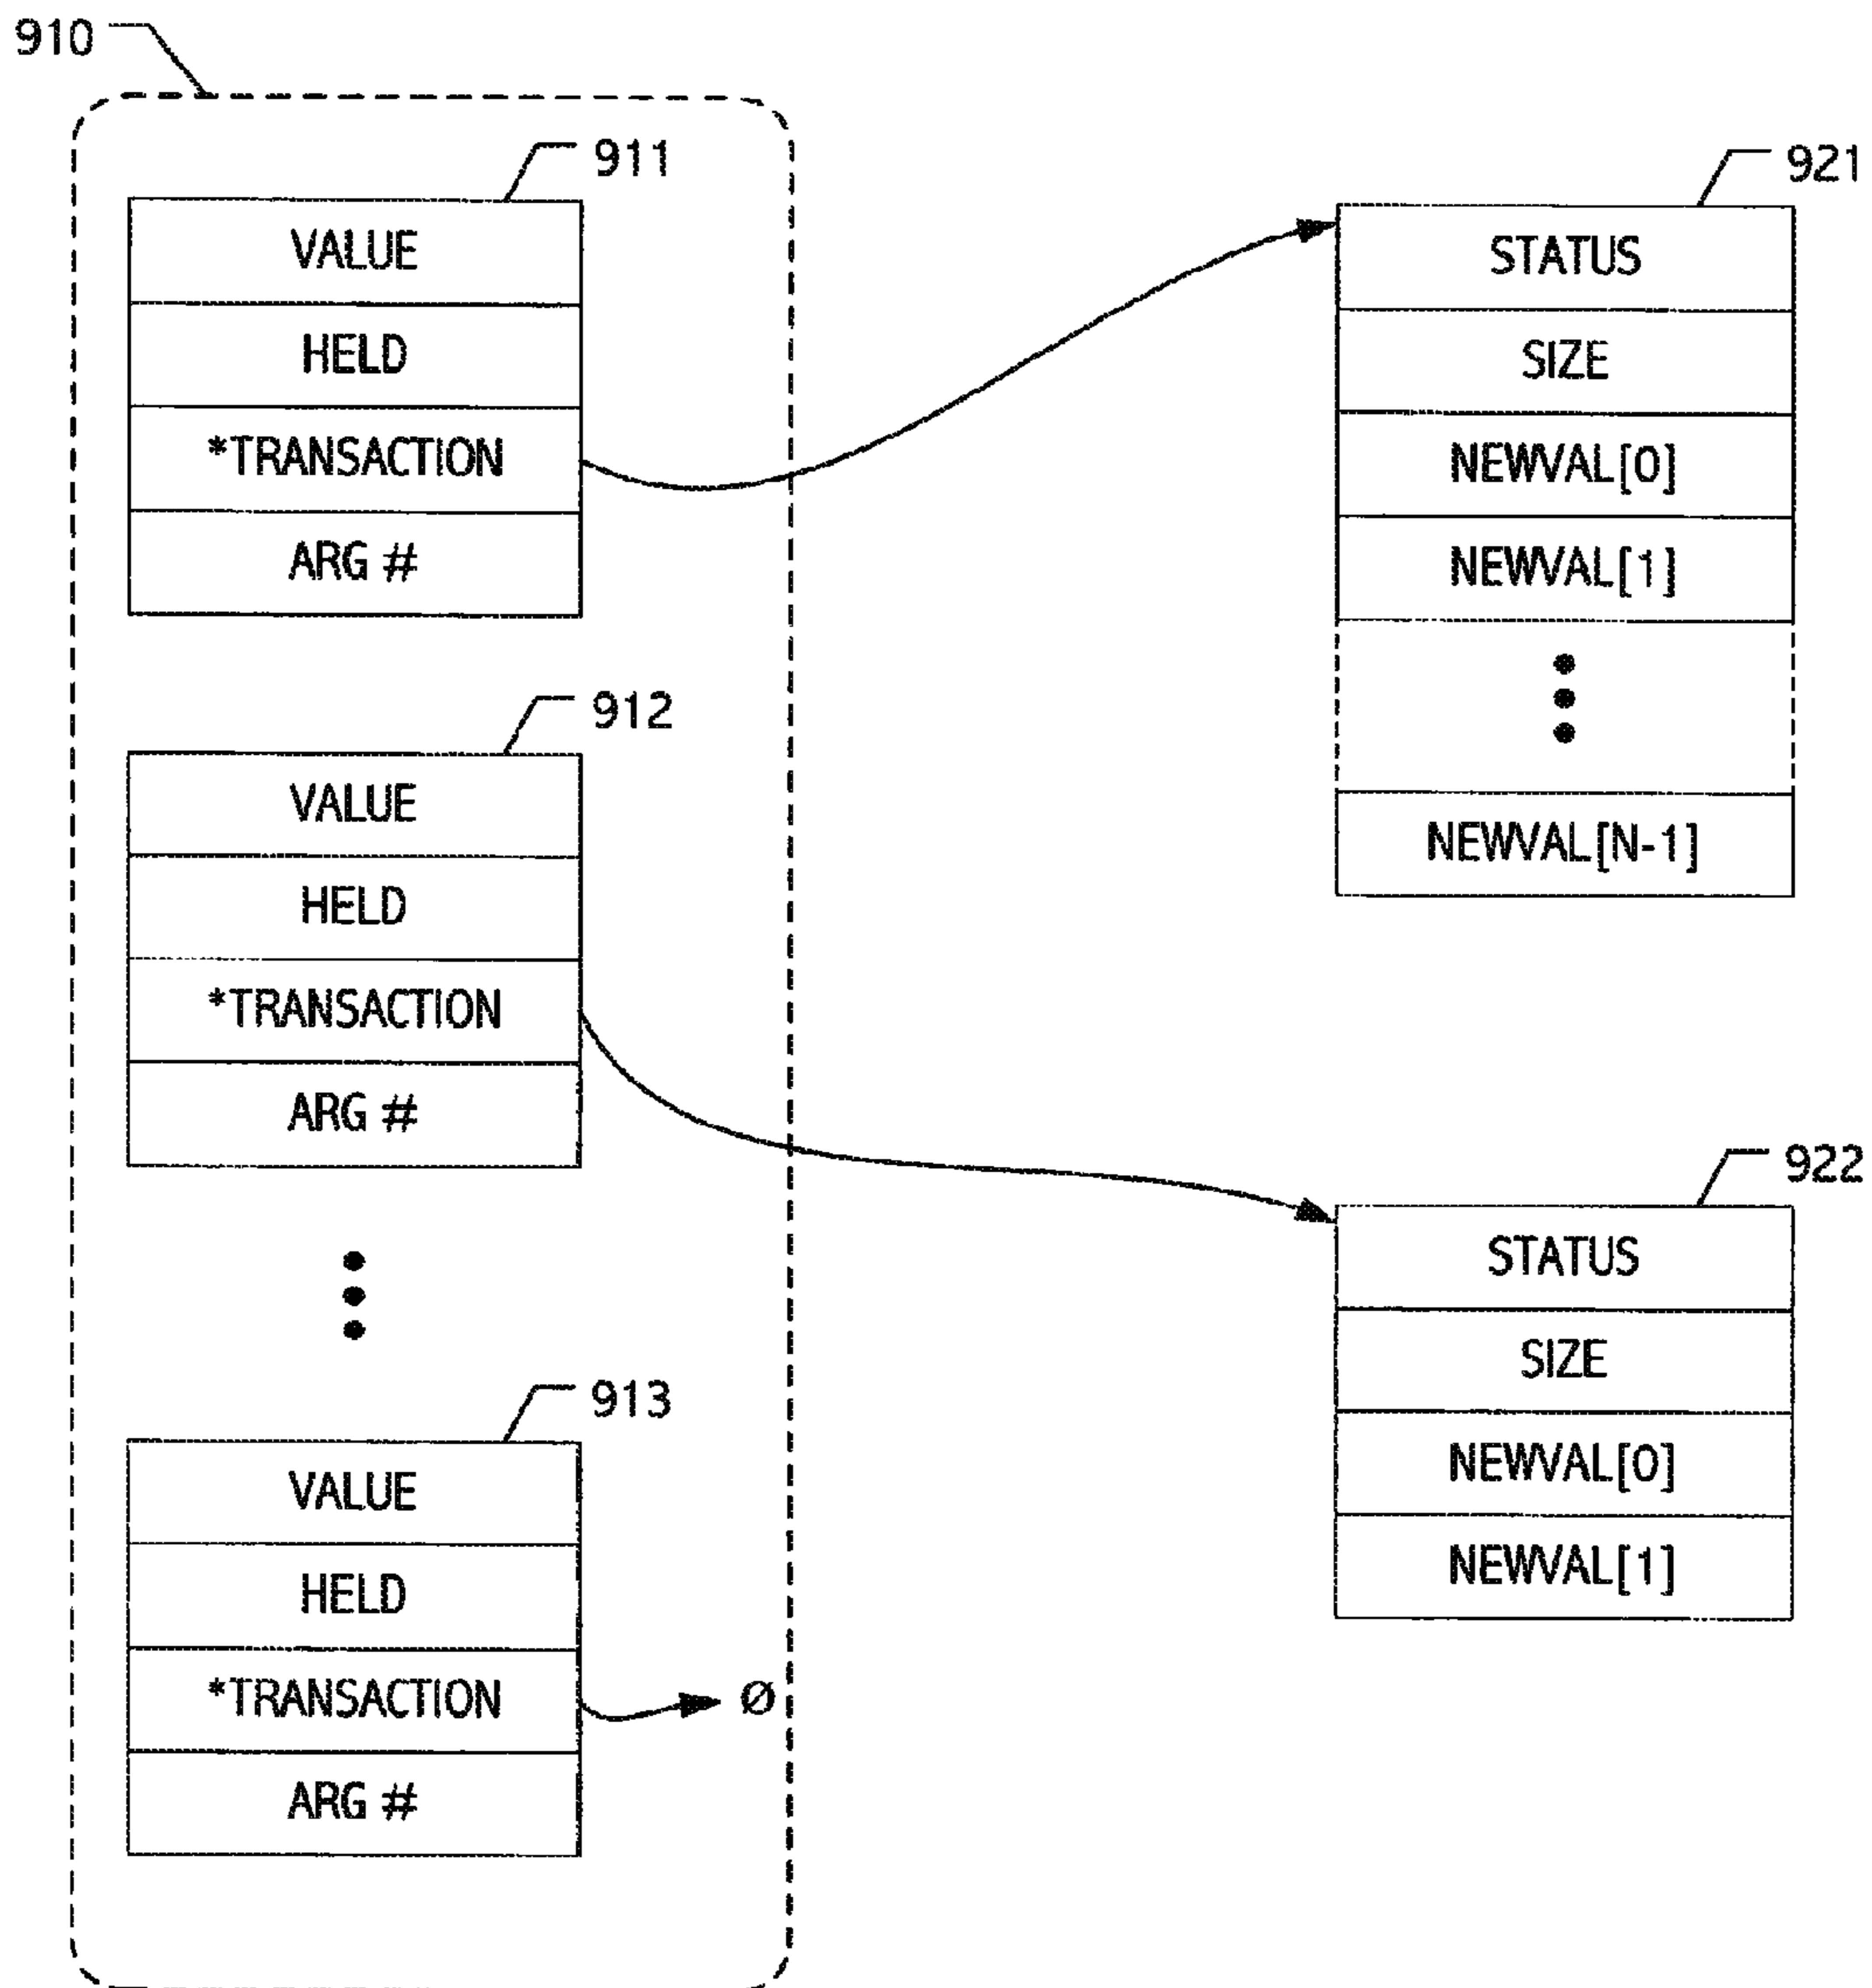 910
911
VALUE
HELD
*TRANSACTION
ARG #
912
VALUE
HELD
*TRANSACTION
ARG #
913
VALUE
HELD
*TRANSACTION
Ø
ARG #
921
STATUS
SIZE
NEWVAL[0]
NEWVAL[1]
NEWVAL[N-1]
922
STATUS
SIZE
NEWVAL[0]
NEWVAL[1]